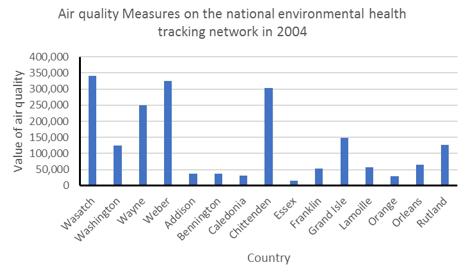 Air quality Measures on the national environmental health
tracking network in 2004
Value of air quality
400,000
350,000
300,000
250,000
200,000
150,000
100,000
50,000
0
Wasatch
Washington
Wayne
Weber
Addison
Bennington
Caledonia
Chittenden
Essex
Franklin
Grand Isle
Lamoille
Orange
Orleans
Rutland
Country